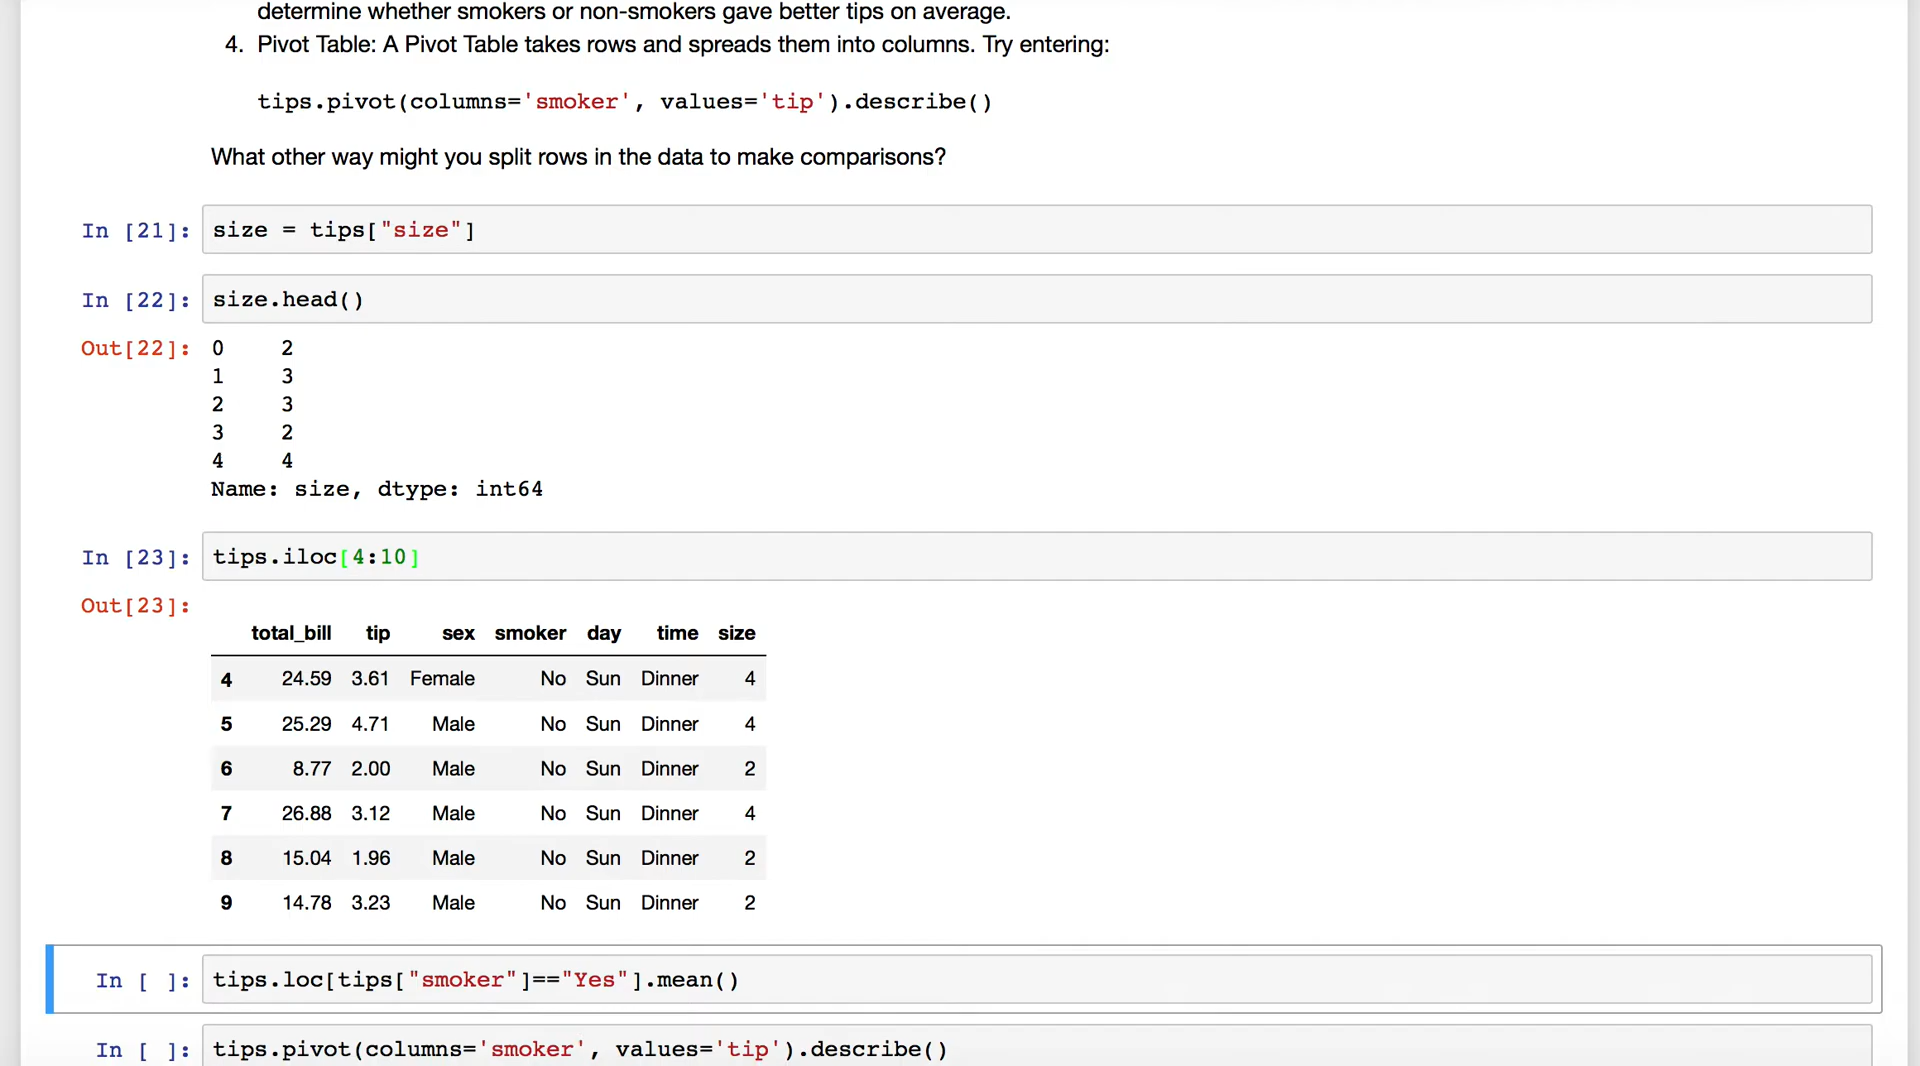 determine whether smokers or non-smokers gave better tips on average.
4. Pivot Table: A Pivot Table takes rows and spreads them into columns. Try entering:
tips.pivot(columns='smoker', values='tip').describe()
What other way might you split rows in the data to make comparisons?
In [21]: size = tips["size"]
In [22]: size.head()
Out[22]: 0 2
1 3
2 3
3 2
4 4
Name: size, dtype: int64
In [23]: tips.iloc[4:10]
Out[23]:
total_bill tip sex smoker day time size
4 24.59 3.61 Female No Sun Dinner 4
5 25.29 4.71 Male No Sun Dinner 4
6 8.77 2.00 Male No Sun Dinner 2
7 26.88 3.12 Male No Sun Dinner 4
8 15.04 1.96 Male No Sun Dinner 2
9 14.78 3.23 Male No Sun Dinner 2
In [ ]: tips.loc[tips["smoker"]=="Yes"].mean()
In [ ]: tips.pivot(columns='smoker', values='tip').describe()